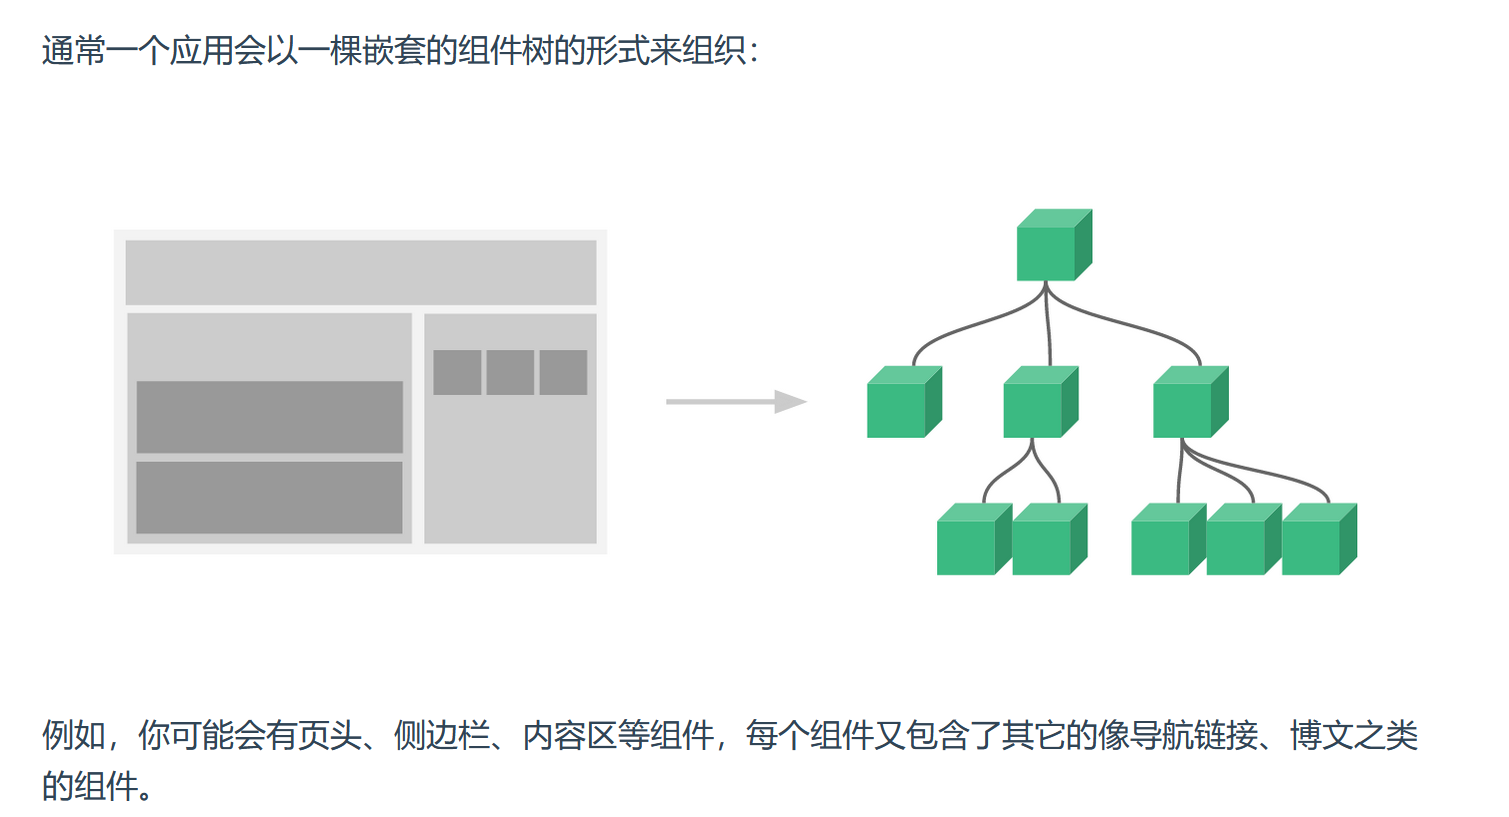 通常一个应用会以一棵嵌套的组件树的形式来组织：
例如，你可能会有页头、侧边栏、内容区等组件，每个组件又包含了其它的像导航链接、博文之类
的组件。